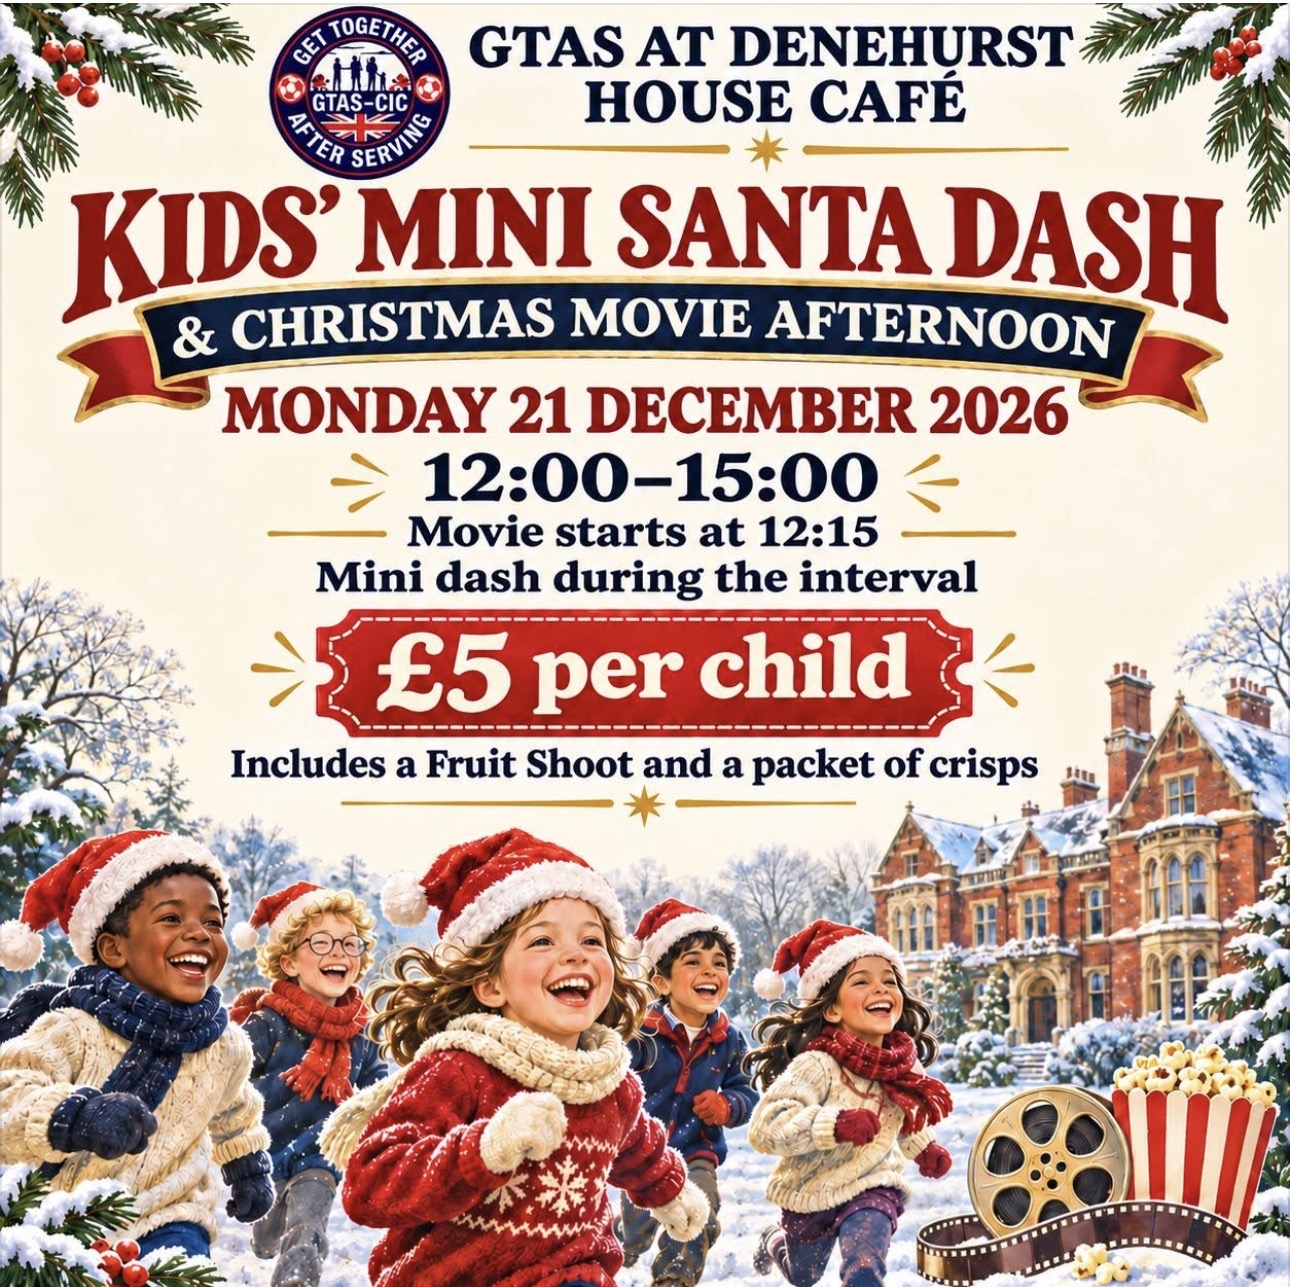 GET TOGETHER
GTAS-CIC
AFTER SERVING
GTAS AT DENEHURST
HOUSE CAFÉ
KIDS’ MINI SANTA DASH
& CHRISTMAS MOVIE AFTERNOON
MONDAY 21 DECEMBER 2026
12:00–15:00
Movie starts at 12:15
Mini dash during the interval
£5 per child
Includes a Fruit Shoot and a packet of crisps